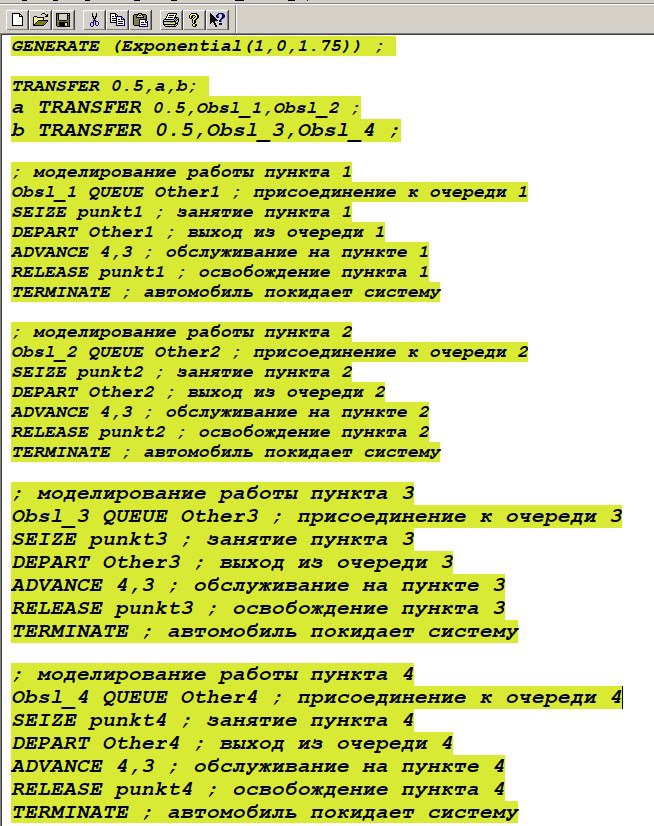 GENERATE (Exponential(1,0,1.75)) ;
TRANSFER 0.5,a,b;
a TRANSFER 0.5,Obsl_1,Obsl_2 ;
b TRANSFER 0.5,Obsl_3,Obsl_4 ;
; моделирование работы пункта 1
Obsl_1 QUEUE Other1 ; присоединение к очереди 1
SEIZE punkt1 ; занятие пункта 1
DEPART Other1 ; выход из очереди 1
ADVANCE 4,3 ; обслуживание на пункте 1
RELEASE punkt1 ; освобождение пункта 1
TERMINATE ; автомобиль покидает систему
; моделирование работы пункта 2
Obsl_2 QUEUE Other2 ; присоединение к очереди 2
SEIZE punkt2 ; занятие пункта 2
DEPART Other2 ; выход из очереди 2
ADVANCE 4,3 ; обслуживание на пункте 2
RELEASE punkt2 ; освобождение пункта 2
TERMINATE ; автомобиль покидает систему
; моделирование работы пункта 3
Obsl_3 QUEUE Other3 ; присоединение к очереди 3
SEIZE punkt3 ; занятие пункта 3
DEPART Other3 ; выход из очереди 3
ADVANCE 4,3 ; обслуживание на пункте 3
RELEASE punkt3 ; освобождение пункта 3
TERMINATE ; автомобиль покидает систему
; моделирование работы пункта 4
Obsl_4 QUEUE Other4 ; присоединение к очереди 4
SEIZE punkt4 ; занятие пункта 4
DEPART Other4 ; выход из очереди 4
ADVANCE 4,3 ; обслуживание на пункте 4
RELEASE punkt4 ; освобождение пункта 4
TERMINATE ; автомобиль покидает систему